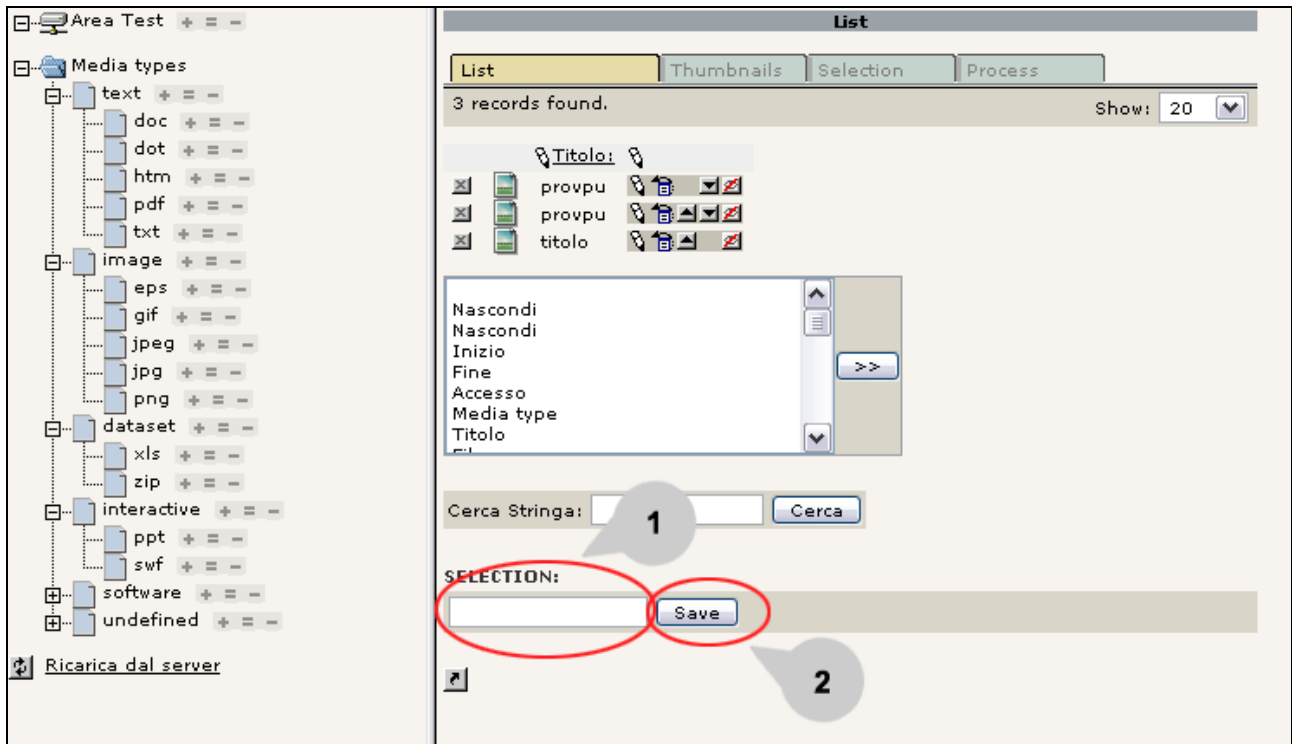 Area Test + = -
Media types
text + = -
doc + = -
dot + = -
htm + = -
pdf + = -
txt + = -
image + = -
eps + = -
gif + = -
jpeg + = -
jpg + = -
png + = -
dataset + = -
xls + = -
zip + = -
interactive + = -
ppt + = -
swf + = -
software + = -
undefined + = -
Ricarica dal server
List
List Thumbnails Selection Process
3 records found. Show: 20
Titolo:
provpu
provpu
titolo
Nascondi
Nascondi
Inizio
Fine
Accesso
Media type
Titolo
>>
Cerca Stringa: Cerca
1
SELECTION:
Save
2